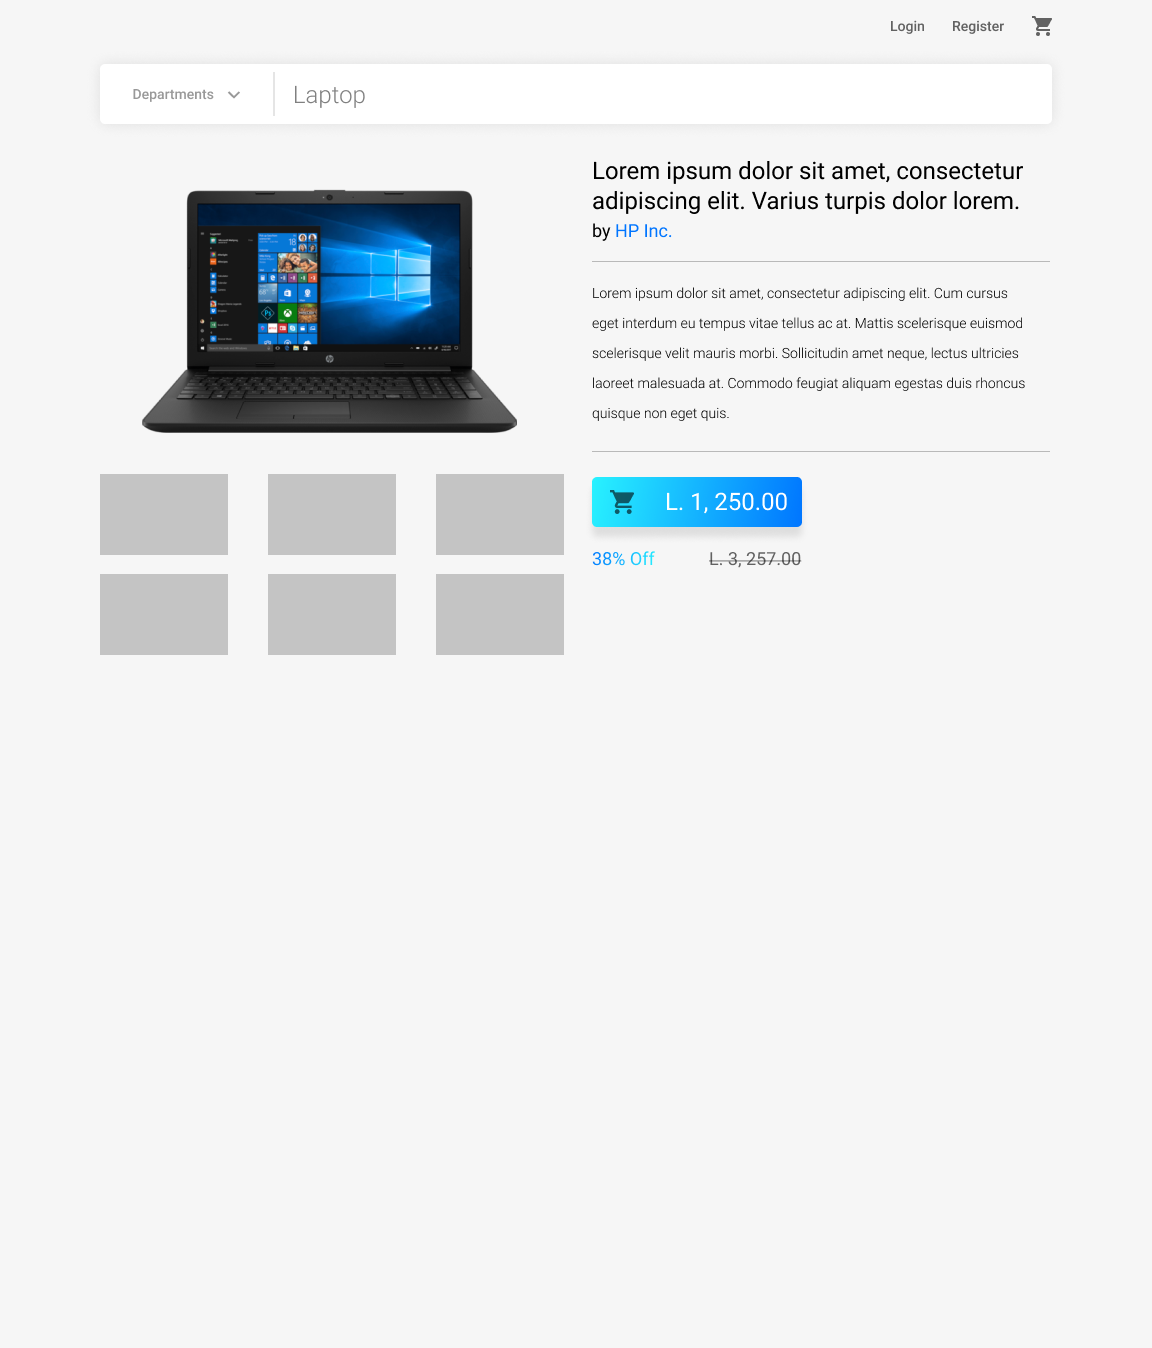 Login Register
Departments Laptop
Lorem ipsum dolor sit amet, consectetur
adipiscing elit. Varius turpis dolor lorem.
by HP Inc.
Lorem ipsum dolor sit amet, consectetur adipiscing elit. Cum cursus
eget interdum eu tempus vitae tellus ac at. Mattis scelerisque euismod
scelerisque velit mauris morbi. Sollicitudin amet neque, lectus ultricies
laoreet malesuada at. Commodo feugiat aliquam egestas duis rhoncus
quisque non eget quis.
L. 1, 250.00
38% Off L. 3, 257.00